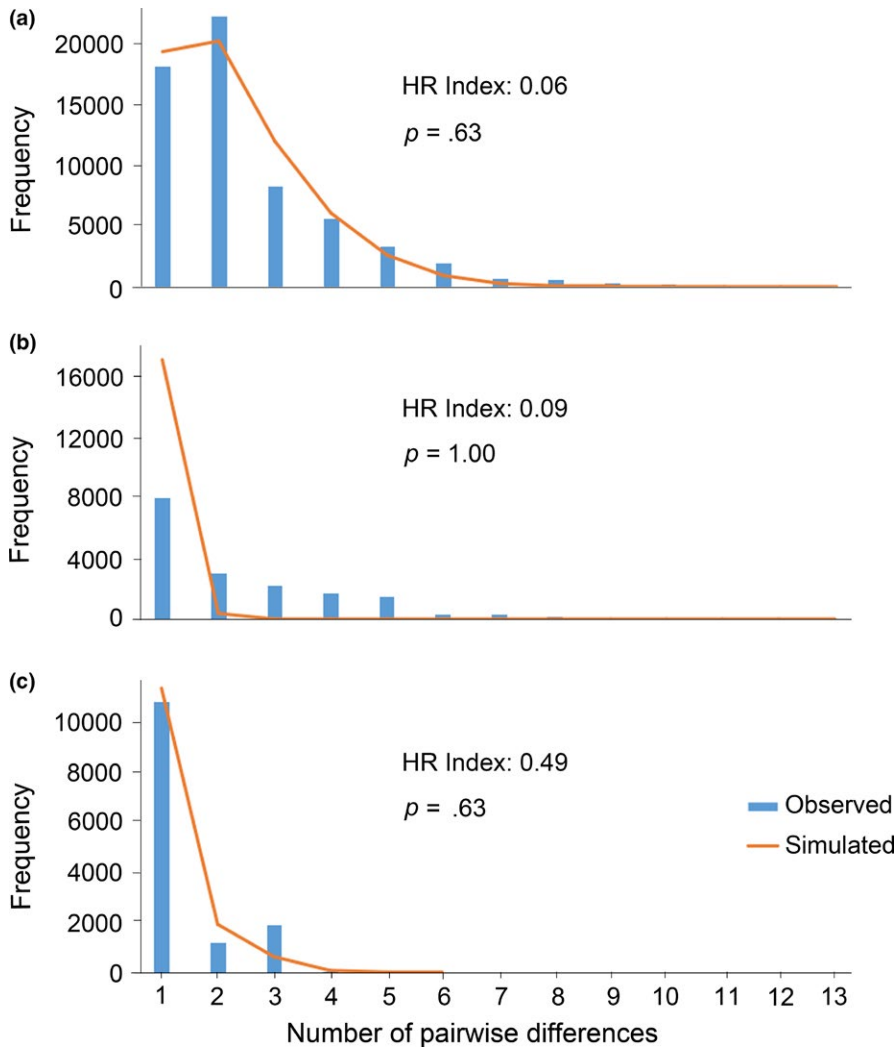 (a)
20000
15000
10000
5000
0
Frequency
HR Index: 0.06
p = .63
(b)
16000
12000
8000
4000
0
Frequency
HR Index: 0.09
p = 1.00
(c)
10000
8000
6000
4000
2000
0
Frequency
HR Index: 0.49
p = .63
Observed
Simulated
1 2 3 4 5 6 7 8 9 10 11 12 13
Number of pairwise differences